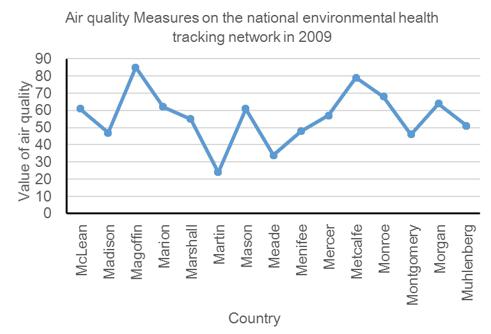 Air quality Measures on the national environmental health
tracking network in 2009
Value of air quality
90
80
70
60
50
40
30
20
10
0
McLean
Madison
Magoffin
Marion
Marshall
Martin
Mason
Meade
Menifee
Mercer
Metcalfe
Monroe
Montgomery
Morgan
Muhlenberg
Country